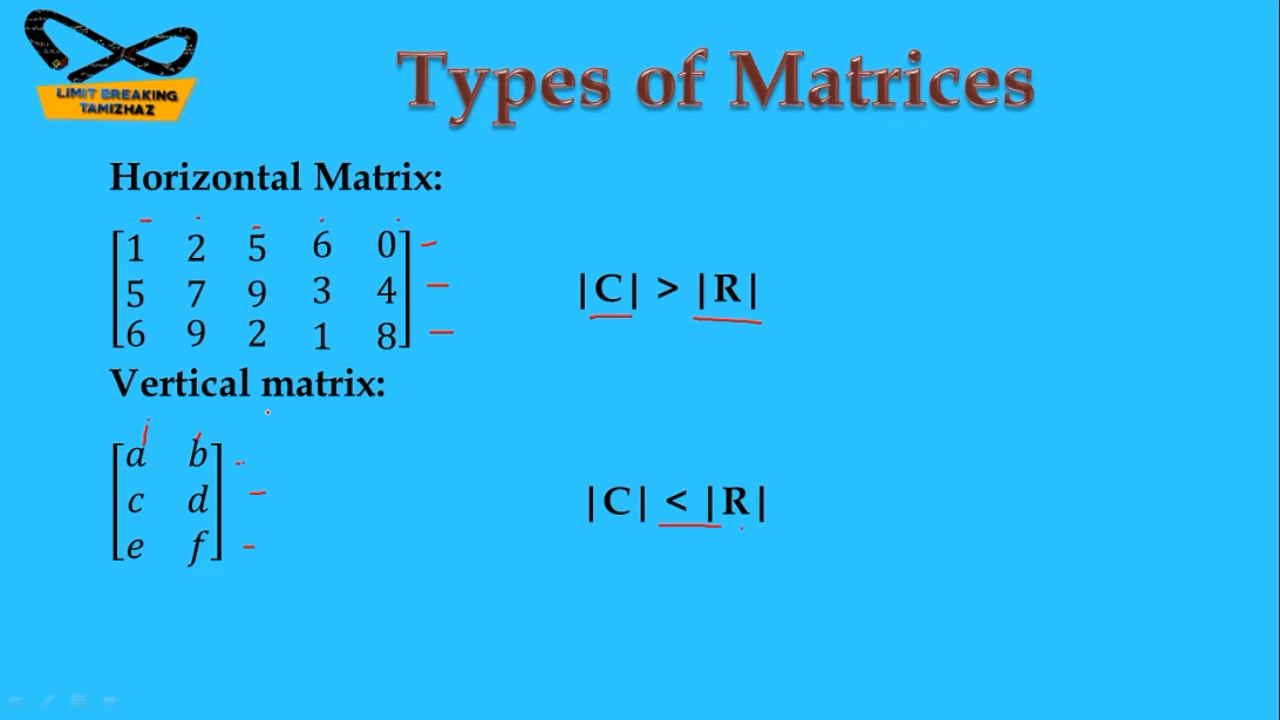 LIMIT BREAKING
TAMIZHAZ
Types of Matrices
Horizontal Matrix:
1 2 5 6 0
5 7 9 3 4
6 9 2 1 8
|C| > |R|
Vertical matrix:
a b
c d
e f
|C| < |R|